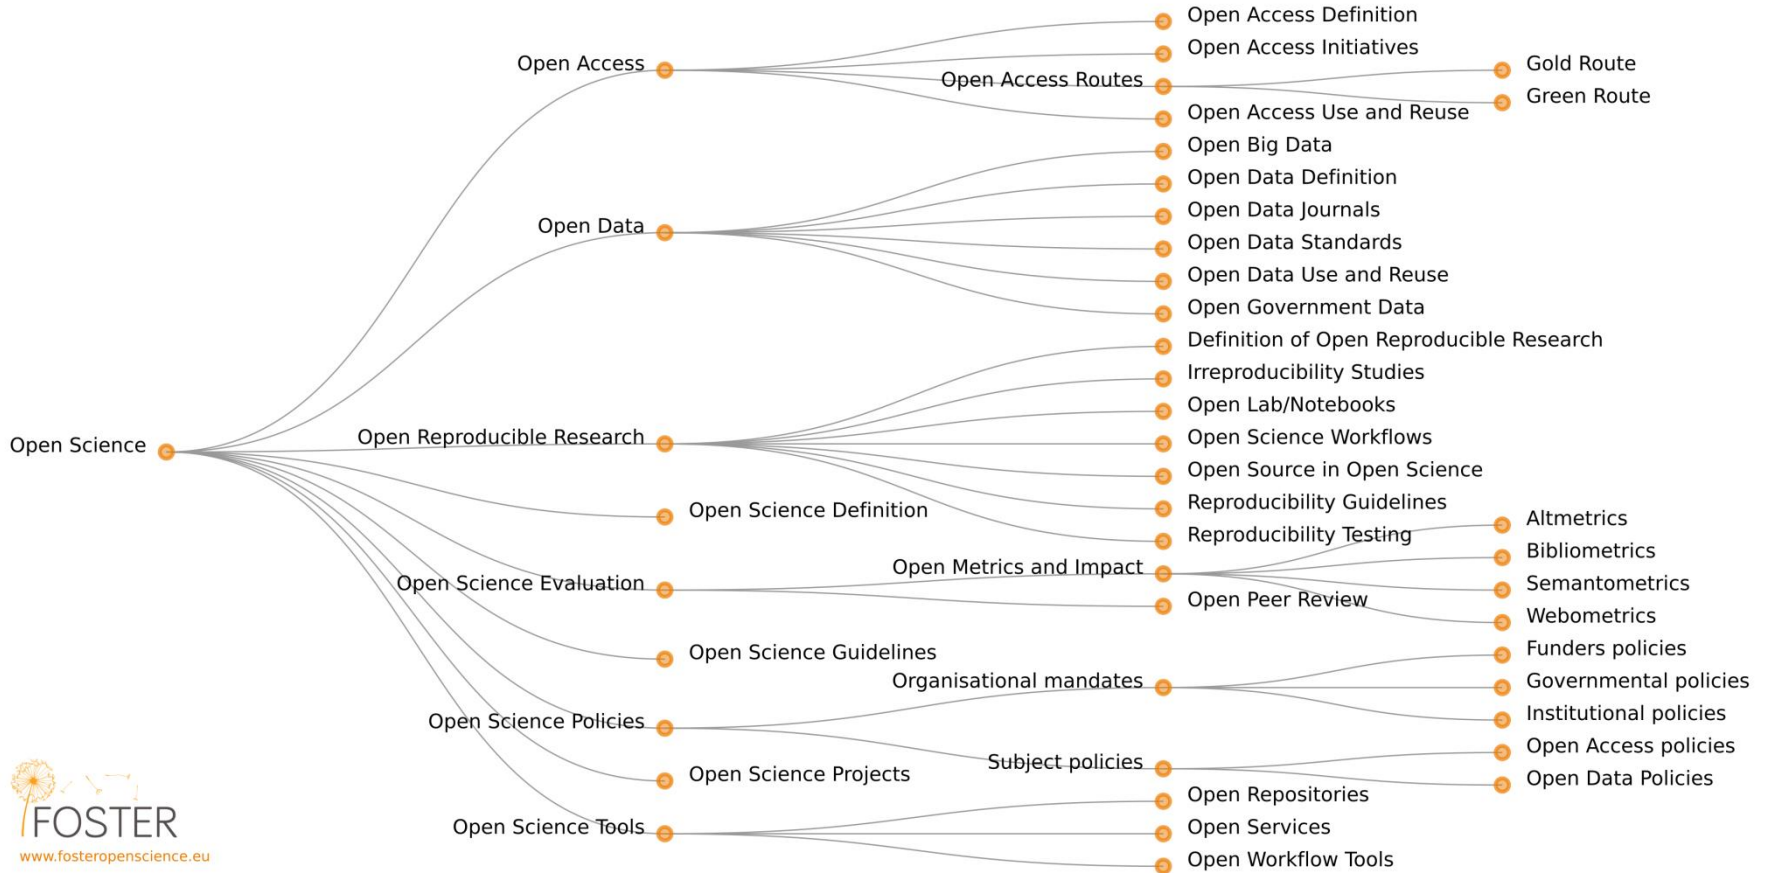 Open Science
Open Access
Open Access Definition
Open Access Initiatives
Open Access Routes
Gold Route
Green Route
Open Access Use and Reuse
Open Data
Open Big Data
Open Data Definition
Open Data Journals
Open Data Standards
Open Data Use and Reuse
Open Government Data
Open Reproducible Research
Definition of Open Reproducible Research
Irreproducibility Studies
Open Lab/Notebooks
Open Science Workflows
Open Source in Open Science
Reproducibility Guidelines
Reproducibility Testing
Open Science Definition
Open Science Evaluation
Open Metrics and Impact
Altmetrics
Bibliometrics
Semantometrics
Webometrics
Open Peer Review
Open Science Guidelines
Open Science Policies
Organisational mandates
Funders policies
Governmental policies
Institutional policies
Subject policies
Open Access policies
Open Data Policies
Open Science Projects
Open Science Tools
Open Repositories
Open Services
Open Workflow Tools
FOSTER
www.fosteropenscience.eu